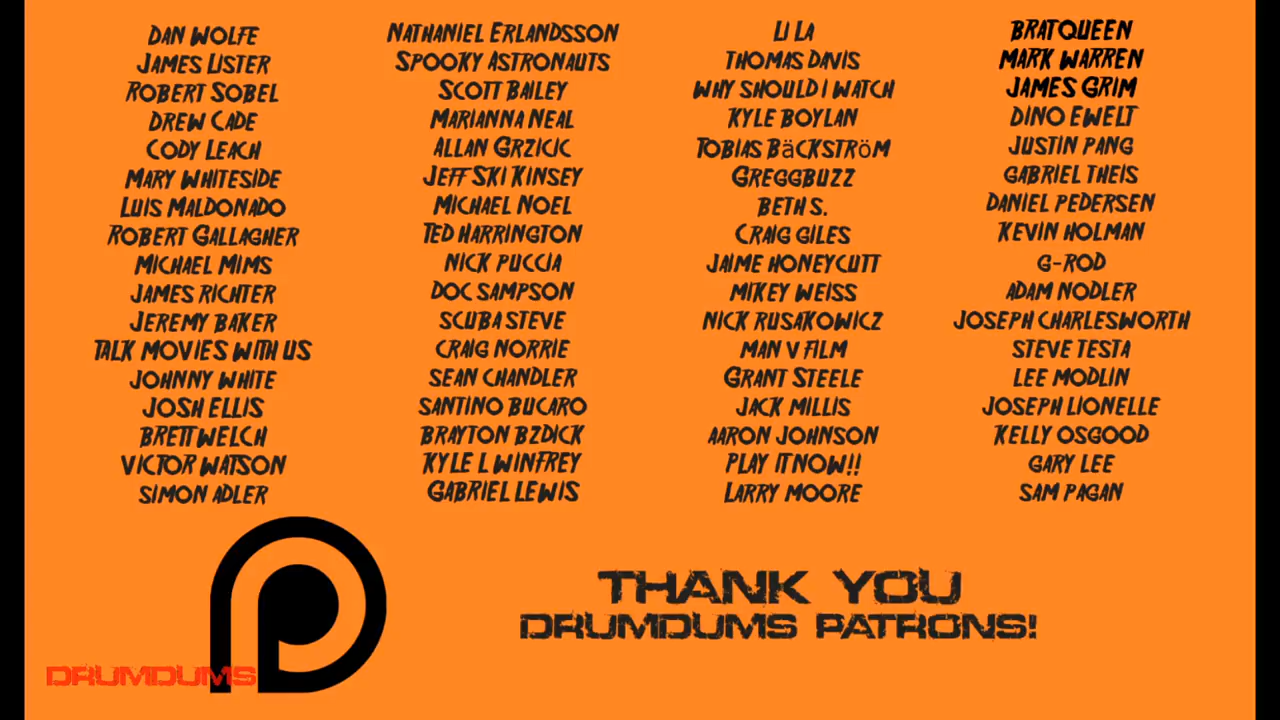 Dan Wolfe
James Lister
Robert Sobel
Drew Cade
Cody Leach
Mary Whiteside
Luis Maldonado
Robert Gallagher
Michael Mims
James Richter
Jeremy Baker
Talk Movies With Us
Johnny White
Josh Ellis
Brett Welch
Victor Watson
Simon Adler
Nathaniel Erlandsson
Spooky Astronauts
Scott Bailey
Marianna Neal
Allan Grzicic
Jeff Ski Kinsey
Michael Noel
Ted Harrington
Nick Puccia
Doc Sampson
Scuba Steve
Craig Norrie
Sean Chandler
Santino Bucaro
Brayton Bzdick
Kyle L Winfrey
Gabriel Lewis
Li La
Thomas Davis
Why Should I Watch
Kyle Boylan
Tobias Bäckström
Greggbuzz
Beth S.
Craig Giles
Jaime Honeycutt
Mikey Weiss
Nick Rusakowicz
Man V Film
Grant Steele
Jack Millis
Aaron Johnson
Play It Now!!
Larry Moore
BratQueen
Mark Warren
James Grim
Dino Ewelt
Justin Pang
Gabriel Theis
Daniel Pedersen
Kevin Holman
G-Rod
Adam Nodler
Joseph Charlesworth
Steve Testa
Lee Modlin
Joseph Lionelle
Kelly Osgood
Gary Lee
Sam Pagan
THANK YOU
DRUMDUMS PATRONS!
DRUMDUMS